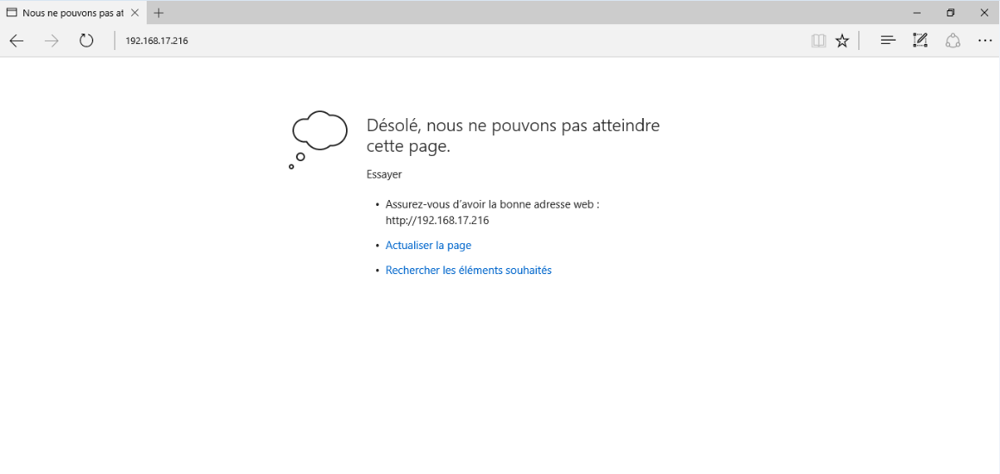 Nous ne pouvons pas at
192.168.17.216
Désolé, nous ne pouvons pas atteindre
cette page.
Essayer
• Assurez-vous d'avoir la bonne adresse web :
http://192.168.17.216
• Actualiser la page
• Rechercher les éléments souhaités